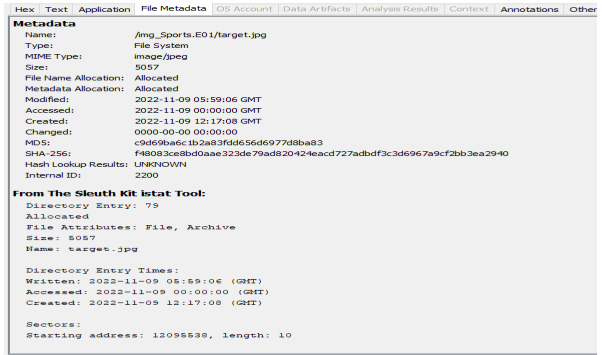 Hex Text Application File Metadata OS Account Data Artifacts Analysis Results Context Annotations Other
Metadata
Name: /img_Sports.E01/target.jpg
Type: File System
MIME Type: image/jpeg
Size: 5057
File Name Allocation: Allocated
Metadata Allocation: Allocated
Modified: 2022-11-09 05:59:06 GMT
Accessed: 2022-11-09 00:00:00 GMT
Created: 2022-11-09 12:17:08 GMT
Changed: 0000-00-00 00:00:00
MD5: c9d69ba6c1b2a83fdd656d6977d8ba83
SHA-256: f48083ce8bd0aae323de79ad820424eacd727adbdf3c3d6967a9cf2bb3ea2940
Hash Lookup Results: UNKNOWN
Internal ID: 2200
From The Sleuth Kit istat Tool:
Directory Entry: 79
Allocated
File Attributes: File, Archive
Size: 5057
Name: target.jpg
Directory Entry Times:
Written: 2022-11-09 05:59:06 (GMT)
Accessed: 2022-11-09 00:00:00 (GMT)
Created: 2022-11-09 12:17:08 (GMT)
Sectors:
Starting address: 12095538, length: 10